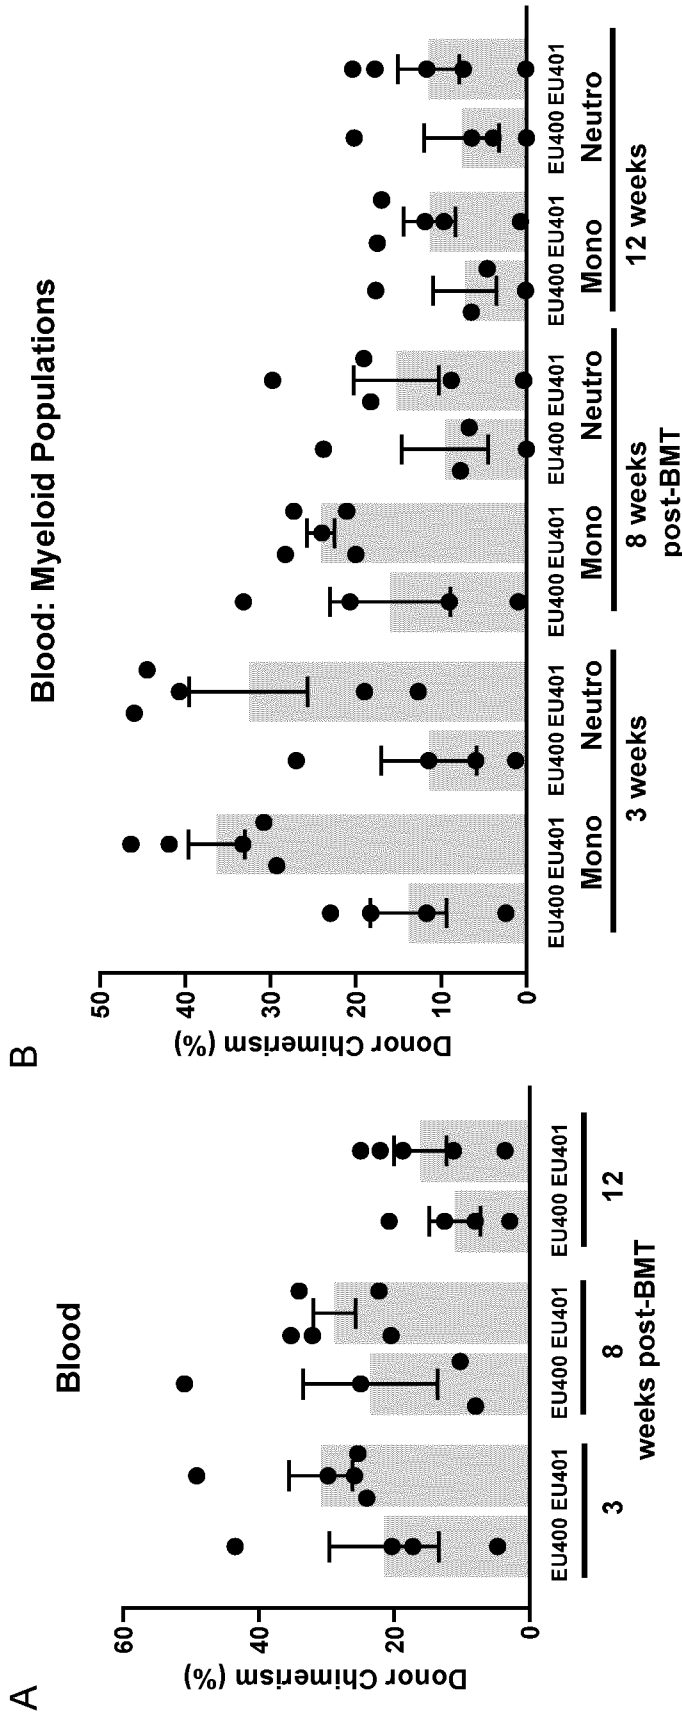 A
Blood
Donor Chimerism (%)
60
40
20
0
EU400 EU401 EU400 EU401 EU400 EU401
3 8 12
weeks post-BMT
B
Blood: Myeloid Populations
Donor Chimerism (%)
50
40
30
20
10
0
EU400 EU401 EU400 EU401 EU400 EU401 EU400 EU401 EU400 EU401 EU400 EU401
Mono Neutro Mono Neutro Mono Neutro
3 weeks 8 weeks 12 weeks
post-BMT